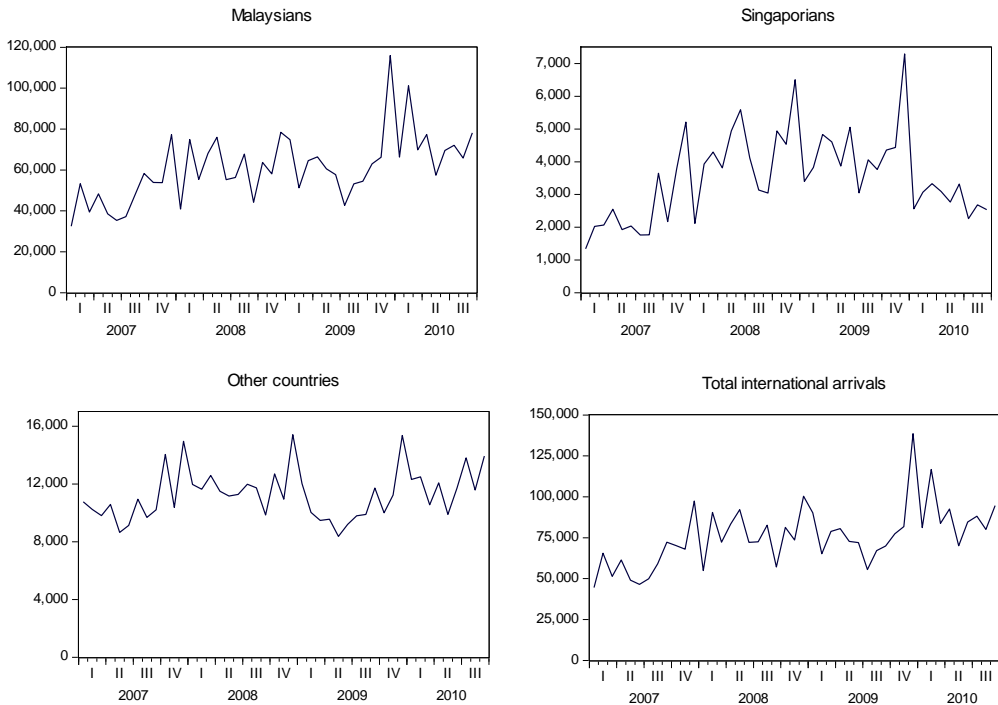 Malaysians
120,000
100,000
80,000
60,000
40,000
20,000
0
I II III IV I II III IV I II III IV I II III
2007 2008 2009 2010
Singaporians
7,000
6,000
5,000
4,000
3,000
2,000
1,000
0
I II III IV I II III IV I II III IV I II III
2007 2008 2009 2010
Other countries
16,000
12,000
8,000
4,000
0
I II III IV I II III IV I II III IV I II III
2007 2008 2009 2010
Total international arrivals
150,000
125,000
100,000
75,000
50,000
25,000
0
I II III IV I II III IV I II III IV I II III
2007 2008 2009 2010